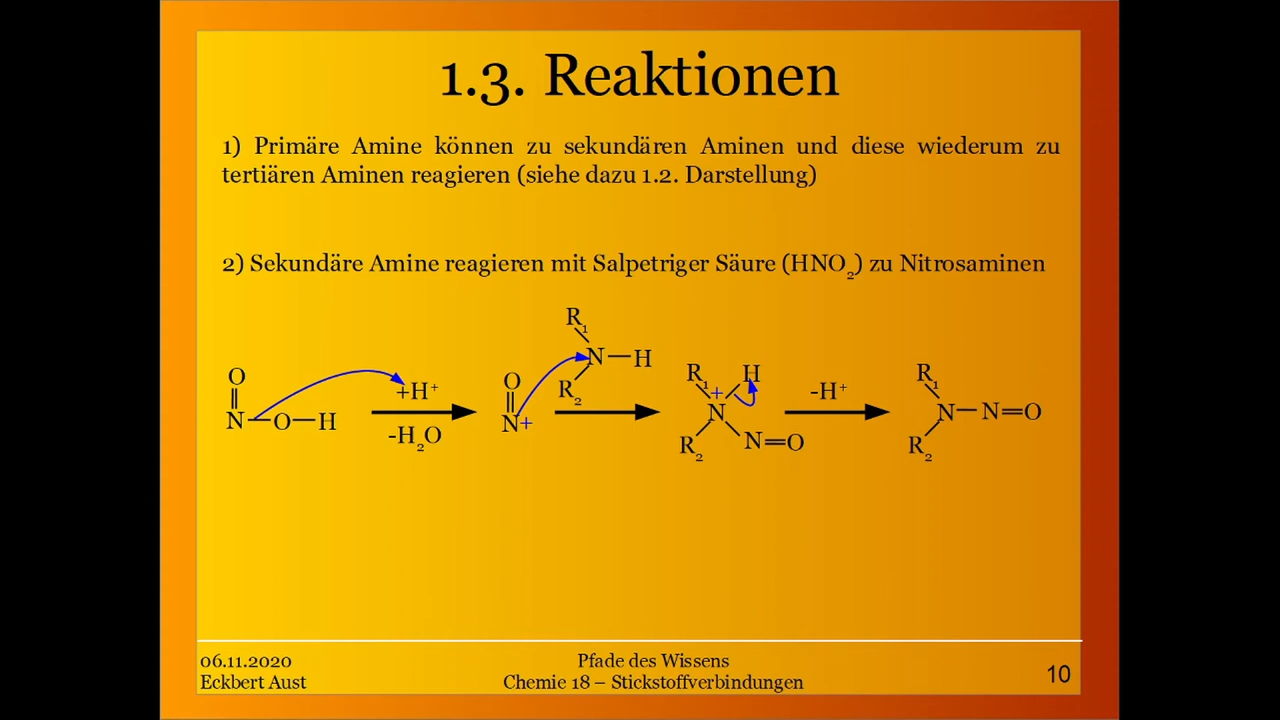 1.3. Reaktionen
1) Primäre Amine können zu sekundären Aminen und diese wiederum zu
tertiären Aminen reagieren (siehe dazu 1.2. Darstellung)
2) Sekundäre Amine reagieren mit Salpetriger Säure (HNO₂) zu Nitrosaminen
O
N—O—H
+H⁺
-H₂O
O
N+
R₁
N—H
R₂
R₁ H
+
N
R₂ N=O
-H⁺
R₁
N—N=O
R₂
06.11.2020
Eckbert Aust
Pfade des Wissens
Chemie 18 – Stickstoffverbindungen
10